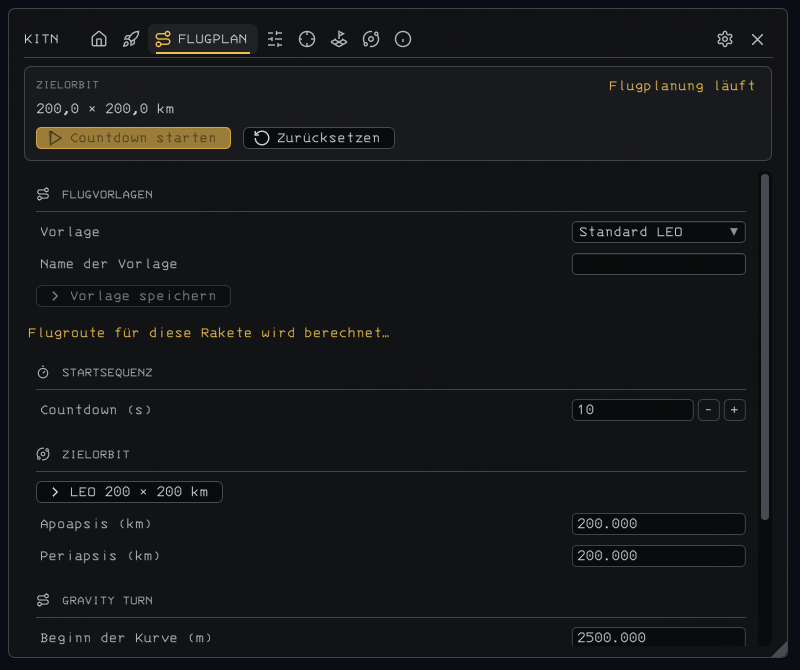 KITN FLUGPLAN
ZIELORBIT
Flugplanung läuft
200,0 × 200,0 km
Countdown starten Zurücksetzen
FLUGVORLAGEN
Vorlage Standard LEO
Name der Vorlage
Vorlage speichern
Flugroute für diese Rakete wird berechnet…
STARTSEQUENZ
Countdown (s) 10 - +
ZIELORBIT
LEO 200 × 200 km
Apoapsis (km) 200.000
Periapsis (km) 200.000
GRAVITY TURN
Beginn der Kurve (m) 2500.000